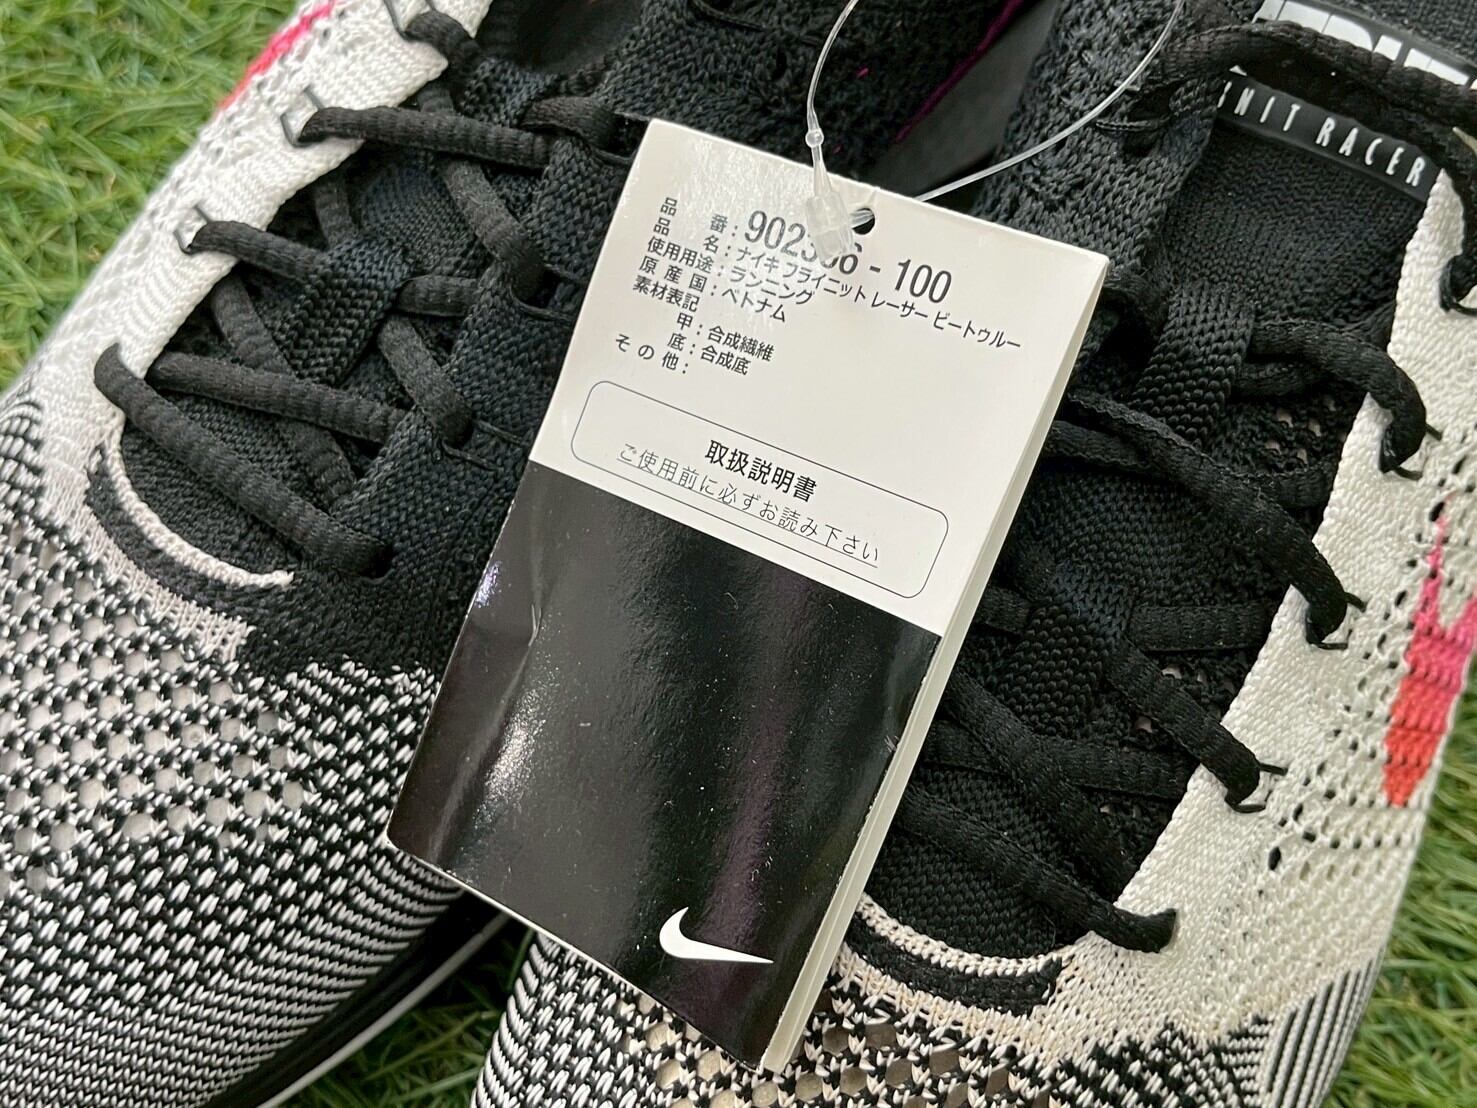 品番：902366 - 100
品名：ナイキ フライニット レーサー ビートゥルー
使用用途：ランニング
原産国：ベトナム
素材表記
甲：合成繊維
底：合成底
その他：
取扱説明書
ご使用前に必ずお読み下さい
KNIT RACER